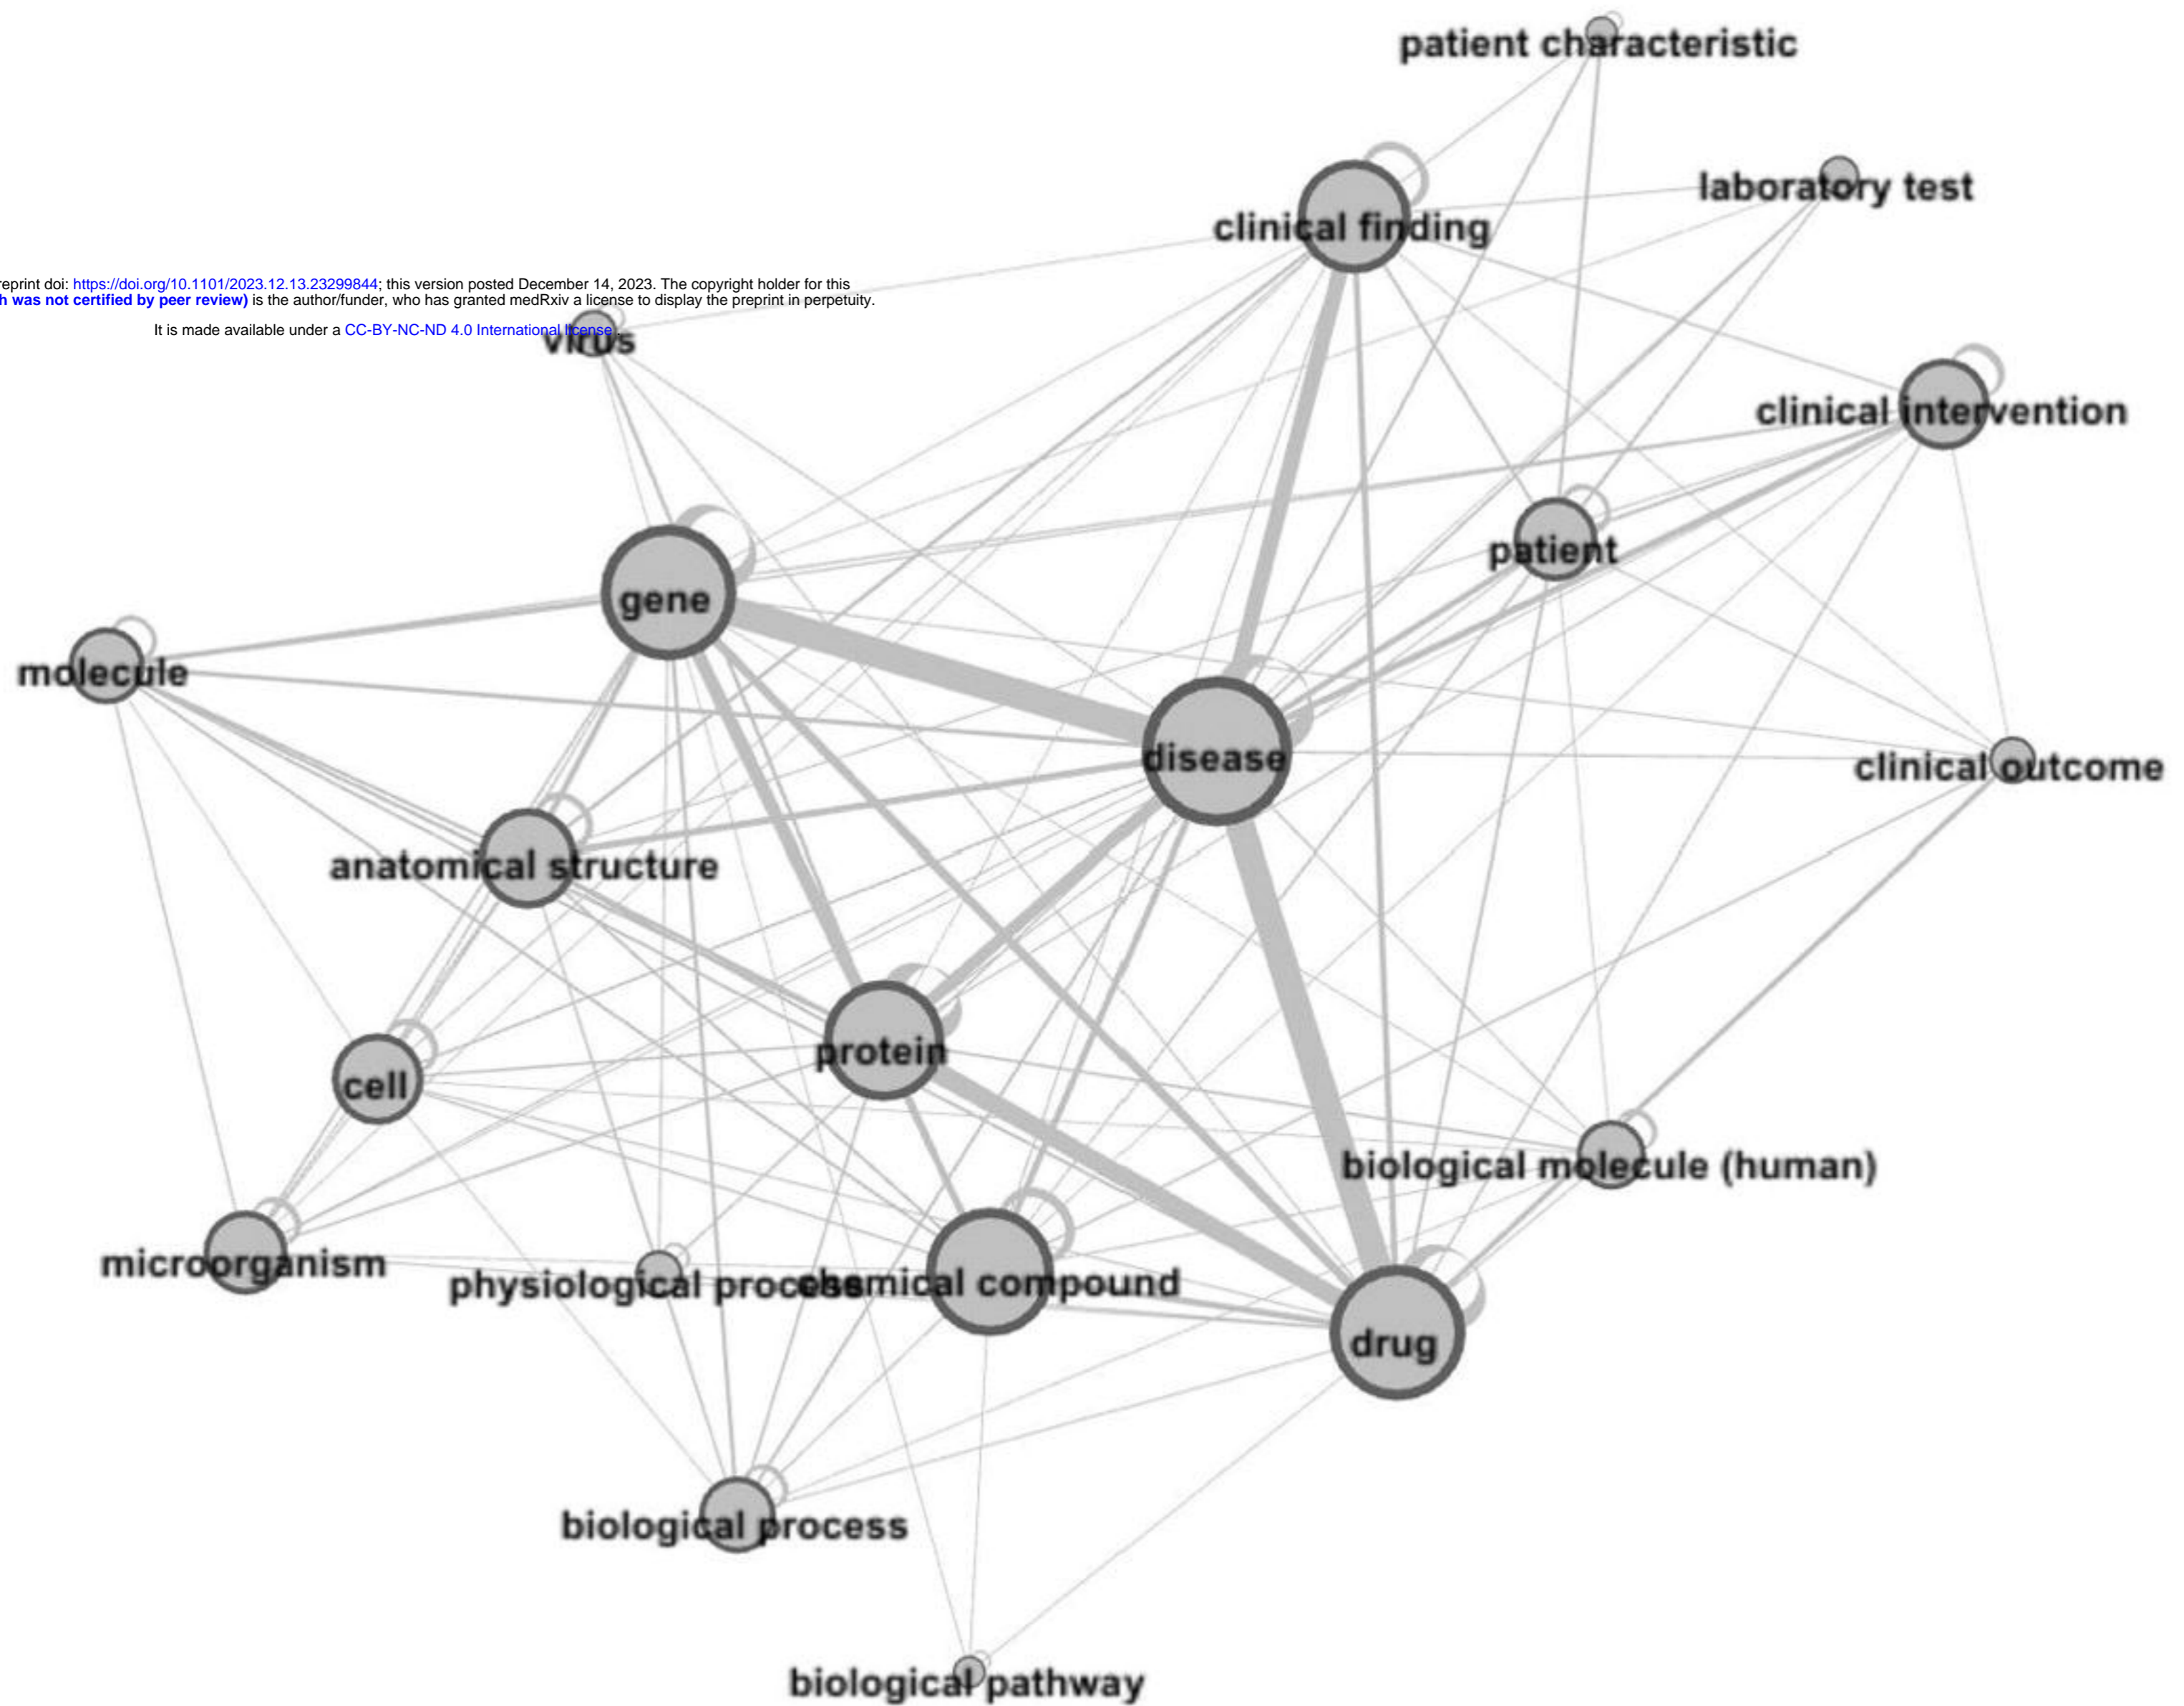 patient characteristic
laboratory test
clinical finding
reprint doi: https://doi.org/10.1101/2023.12.13.23299844; this version posted December 14, 2023. The copyright holder for this
h was not certified by peer review) is the author/funder, who has granted medRxiv a license to display the preprint in perpetuity.
It is made available under a CC-BY-NC-ND 4.0 International license .
virus
clinical intervention
patient
gene
molecule
disease
clinical outcome
anatomical structure
protein
cell
biological molecule (human)
microorganism
physiological process
chemical compound
drug
biological process
biological pathway